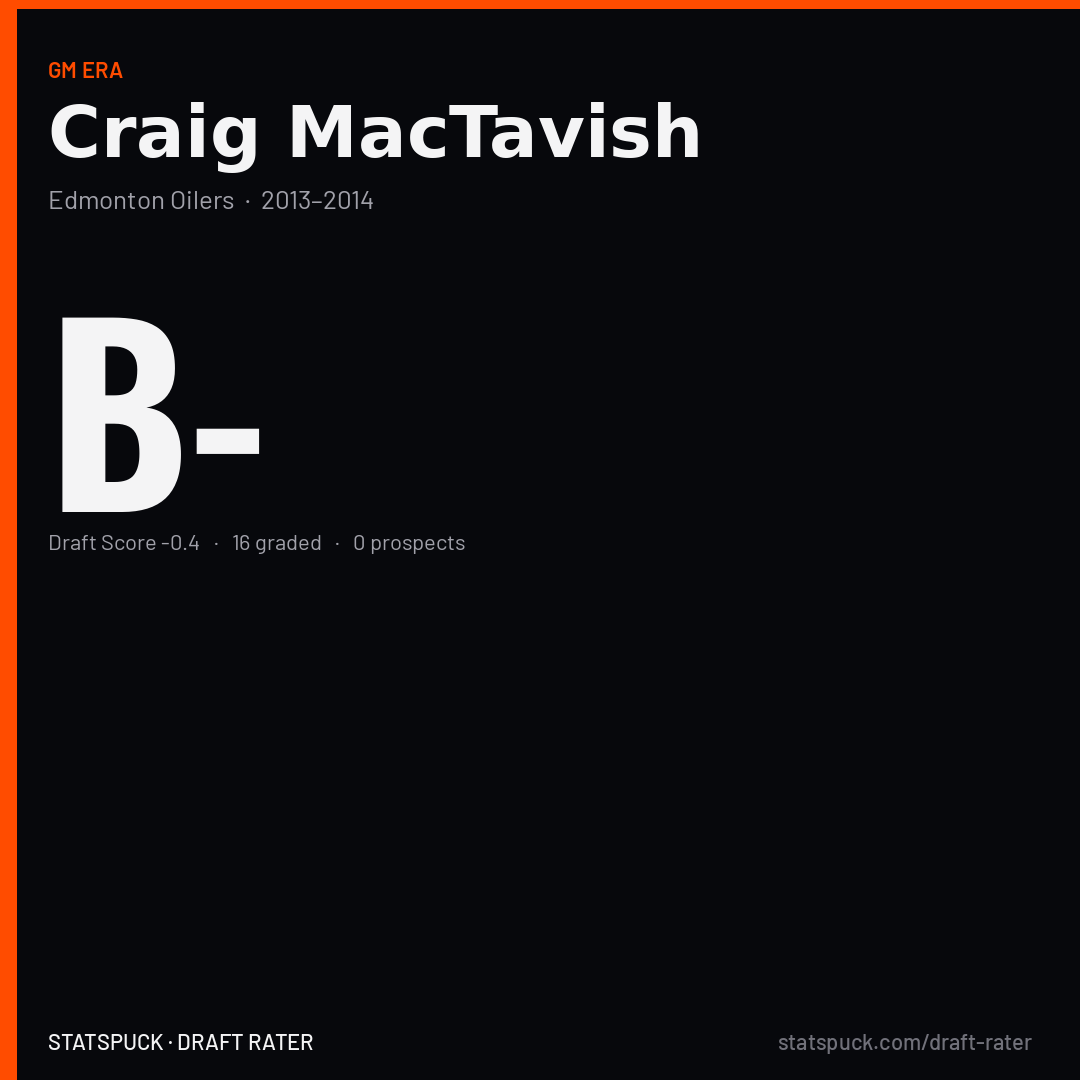 GM ERA
Craig MacTavish
Edmonton Oilers · 2013–2014
B-
Draft Score -0.4 · 16 graded · 0 prospects
STATSPUCK · DRAFT RATER
statspuck.com/draft-rater